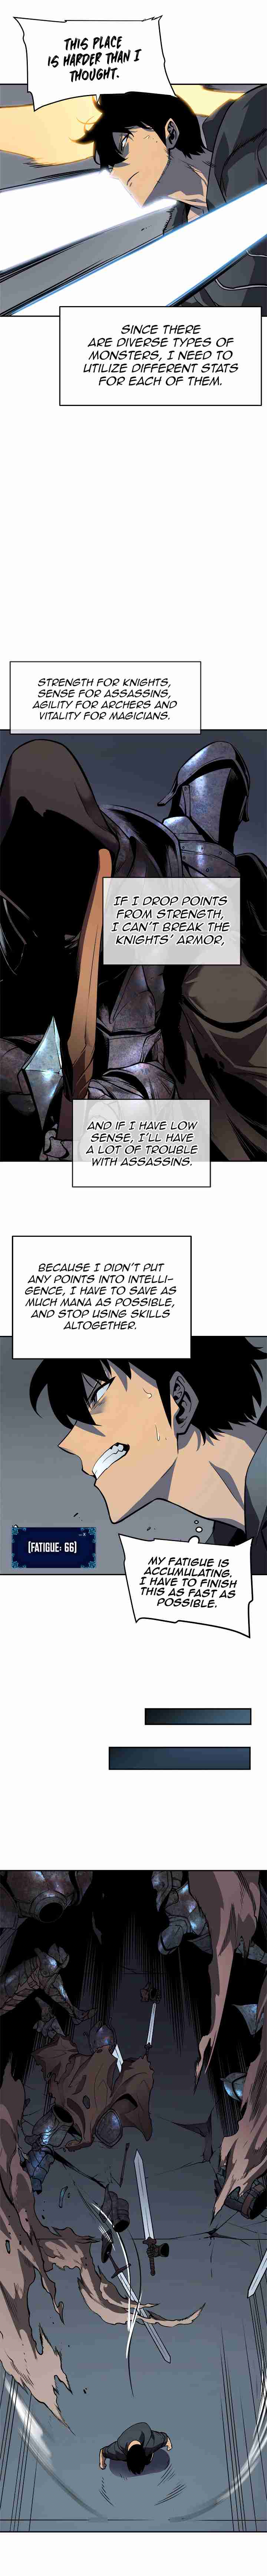 THIS PLACE
IS HARDER THAN I
THOUGHT.
SINCE THERE
ARE DIVERSE TYPES OF
MONSTERS, I NEED TO
UTILIZE DIFFERENT STATS
FOR EACH OF THEM.
STRENGTH FOR KNIGHTS,
SENSE FOR ASSASSINS,
AGILITY FOR ARCHERS AND
VITALITY FOR MAGICIANS.
IF I DROP POINTS
FROM STRENGTH,
I CAN'T BREAK THE
KNIGHTS' ARMOR,
AND IF I HAVE LOW
SENSE, I'LL HAVE
A LOT OF TROUBLE
WITH ASSASSINS.
BECAUSE I DIDN'T PUT
ANY POINTS INTO INTELLI-
GENCE, I HAVE TO SAVE AS
MUCH MANA AS POSSIBLE,
AND STOP USING SKILLS
ALTOGETHER.
[FATIGUE: 66]
MY FATIGUE IS
ACCUMULATING.
I HAVE TO FINISH
THIS AS FAST AS
POSSIBLE.